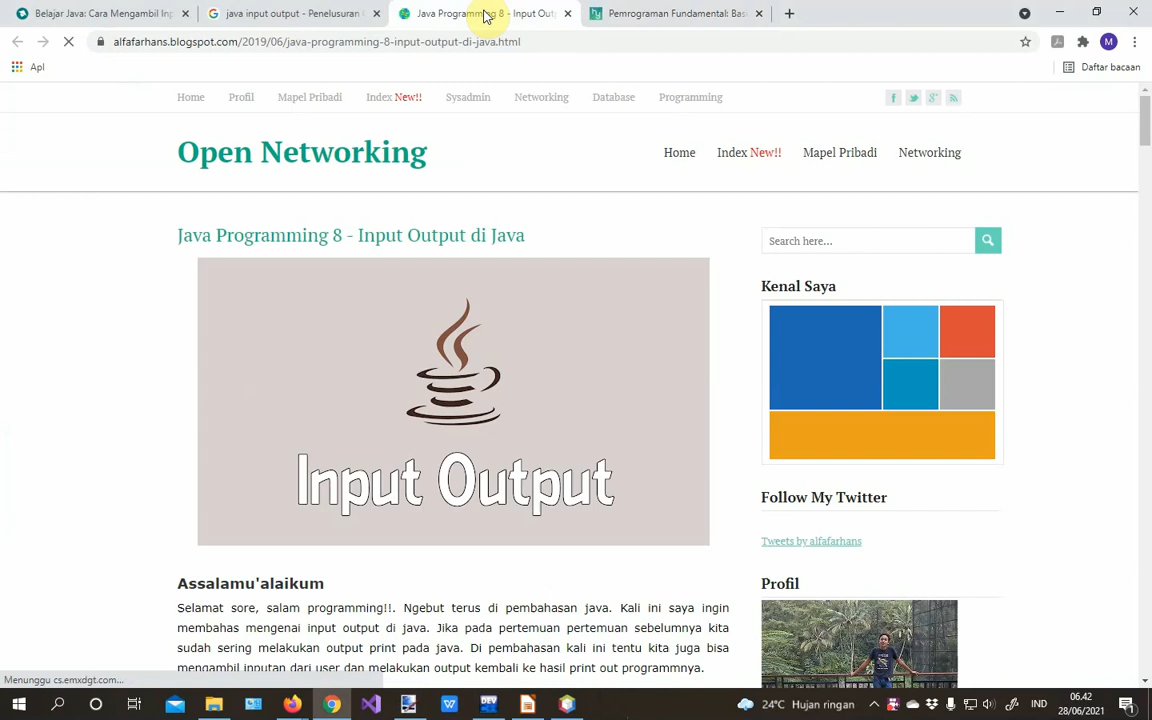 Belajar Java: Cara Mengambil Inp
java input output - Penelusuran G
Java Programming 8 - Input Out
Pemrograman Fundamental: Bas
alfafarhans.blogspot.com/2019/06/java-programming-8-input-output-di-java.html
M
Apl
Daftar bacaan
Home Profil Mapel Pribadi Index New!! Sysadmin Networking Database Programming
Open Networking
Home Index New!! Mapel Pribadi Networking
Java Programming 8 - Input Output di Java
Search here...
Kenal Saya
Input Output
Follow My Twitter
Tweets by alfafarhans
Assalamu'alaikum
Profil
Selamat sore, salam programming!!. Ngebut terus di pembahasan java. Kali ini saya ingin
membahas mengenai input output di java. Jika pada pertemuan pertemuan sebelumnya kita
sudah sering melakukan output print pada java. Di pembahasan kali ini tentu kita juga bisa
mengambil inputan dari user dan melakukan output kembali ke hasil print out programmnya.
Menunggu cs.emxdgt.com...
24°C Hujan ringan
IND
06.42
28/06/2021